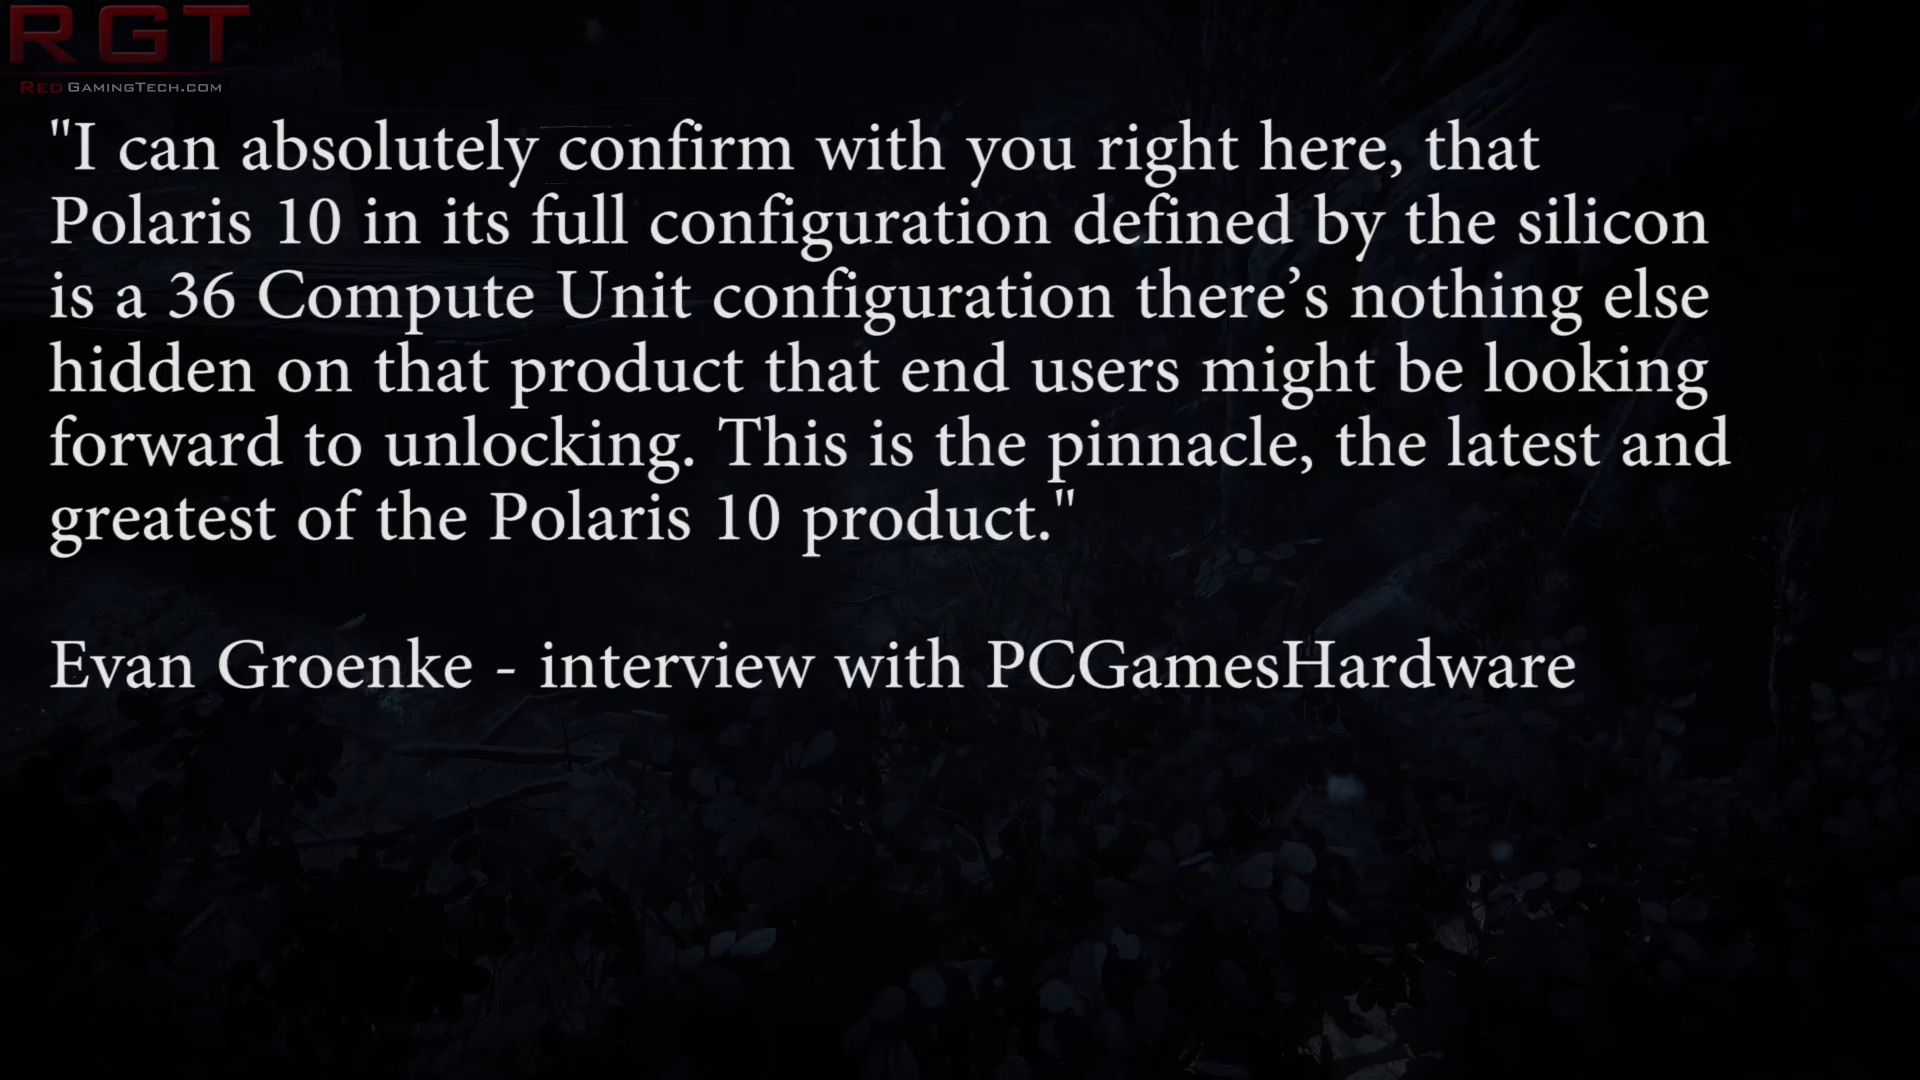 RGT
RedGamingTech.com
"I can absolutely confirm with you right here, that
Polaris 10 in its full configuration defined by the silicon
is a 36 Compute Unit configuration there’s nothing else
hidden on that product that end users might be looking
forward to unlocking. This is the pinnacle, the latest and
greatest of the Polaris 10 product."
Evan Groenke - interview with PCGamesHardware